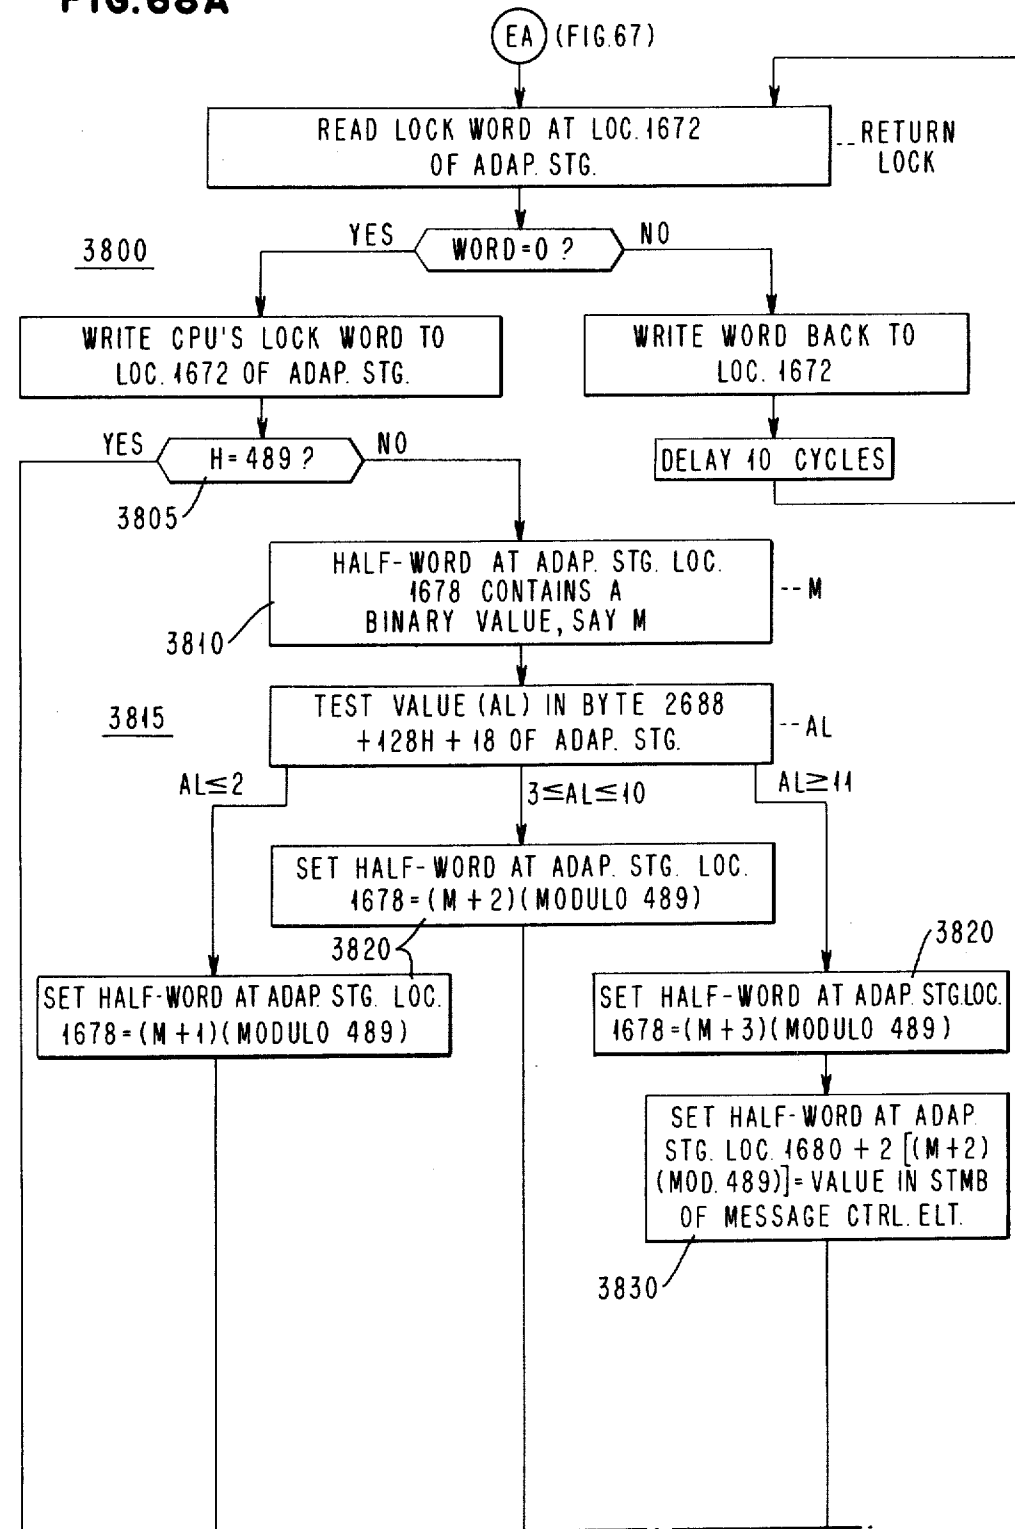 FIG. 68A
EA (FIG.67)
READ LOCK WORD AT LOC. 1672
OF ADAP. STG.
--RETURN
LOCK
3800
YES
WORD=0 ?
NO
WRITE CPU'S LOCK WORD TO
LOC. 1672 OF ADAP. STG.
WRITE WORD BACK TO
LOC. 1672
YES
H=489 ?
NO
DELAY 10 CYCLES
3805
HALF-WORD AT ADAP. STG. LOC.
1678 CONTAINS A
BINARY VALUE, SAY M
--M
3810
3815
TEST VALUE (AL) IN BYTE 2688
+128H + 18 OF ADAP. STG.
--AL
AL≤2
3≤AL≤10
AL≥11
SET HALF-WORD AT ADAP. STG. LOC.
1678=(M+2)(MODULO 489)
3820
3820
SET HALF-WORD AT ADAP. STG. LOC.
1678=(M+1)(MODULO 489)
SET HALF-WORD AT ADAP. STG.LOC.
1678=(M+3)(MODULO 489)
SET HALF-WORD AT ADAP.
STG. LOC. 1680 + 2 [(M+2)
(MOD. 489)]=VALUE IN STMB
OF MESSAGE CTRL. ELT.
3830